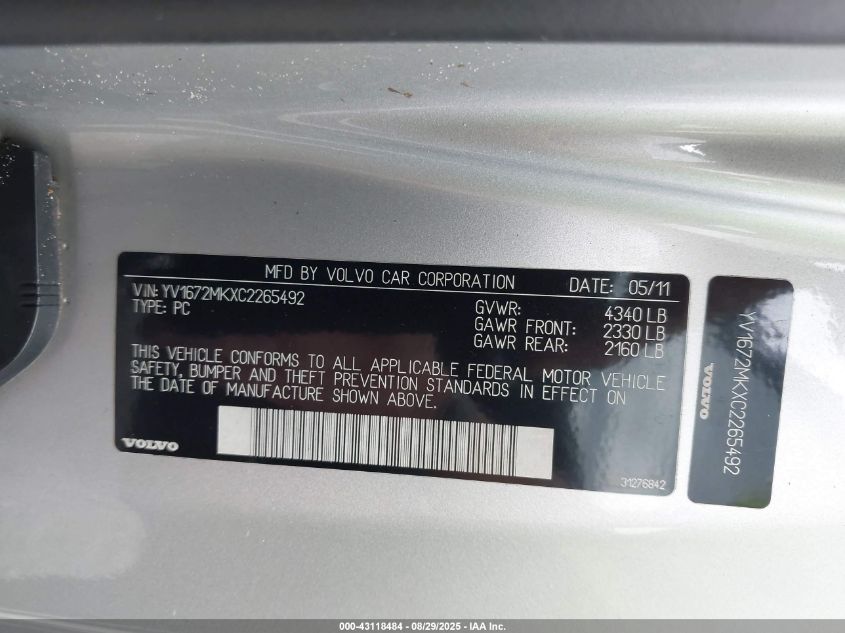 MFD BY VOLVO CAR CORPORATION DATE: 05/11
VIN: YV1672MKXC2265492
TYPE: PC
GVWR: 4340 LB
GAWR FRONT: 2330 LB
GAWR REAR: 2160 LB
THIS VEHICLE CONFORMS TO ALL APPLICABLE FEDERAL MOTOR VEHICLE
SAFETY, BUMPER AND THEFT PREVENTION STANDARDS IN EFFECT ON
THE DATE OF MANUFACTURE SHOWN ABOVE.
VOLVO
31276842
YV1672MKXC2265492
VOLVO
000-43118484 - 08/29/2025 - IAA Inc.